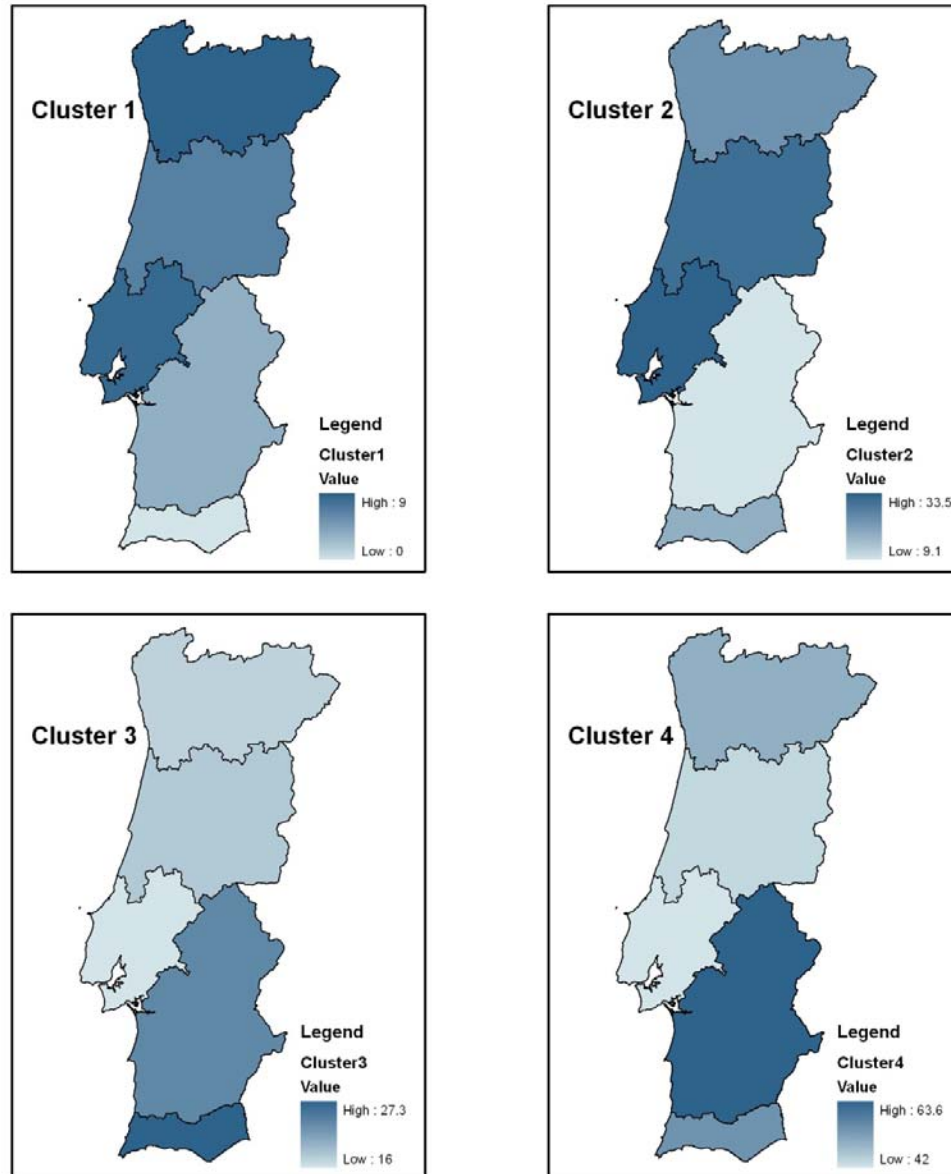 Cluster 1
Legend
Cluster1
Value
High : 9
Low : 0
Cluster 2
Legend
Cluster2
Value
High : 33.5
Low : 9.1
Cluster 3
Legend
Cluster3
Value
High : 27.3
Low : 16
Cluster 4
Legend
Cluster4
Value
High : 63.6
Low : 42